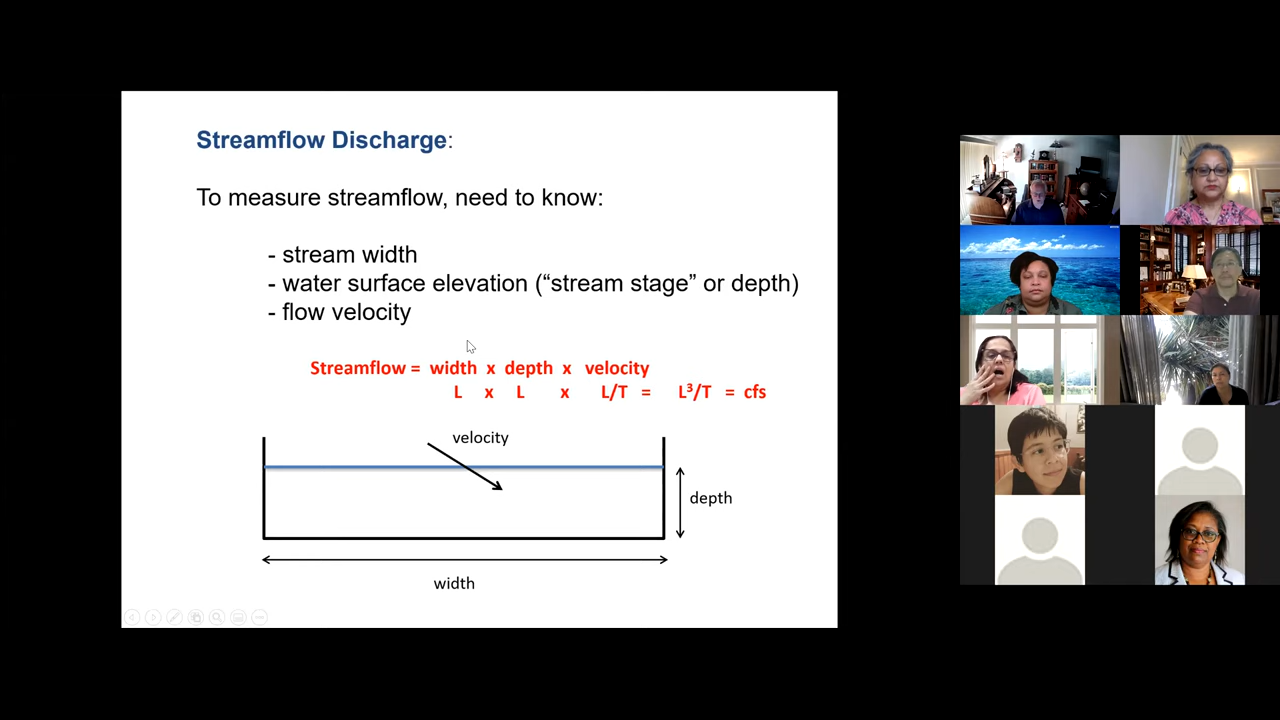 Streamflow Discharge:
To measure streamflow, need to know:
- stream width
- water surface elevation (“stream stage” or depth)
- flow velocity
Streamflow = width x depth x velocity
L x L x L/T = L³/T = cfs
velocity
depth
width